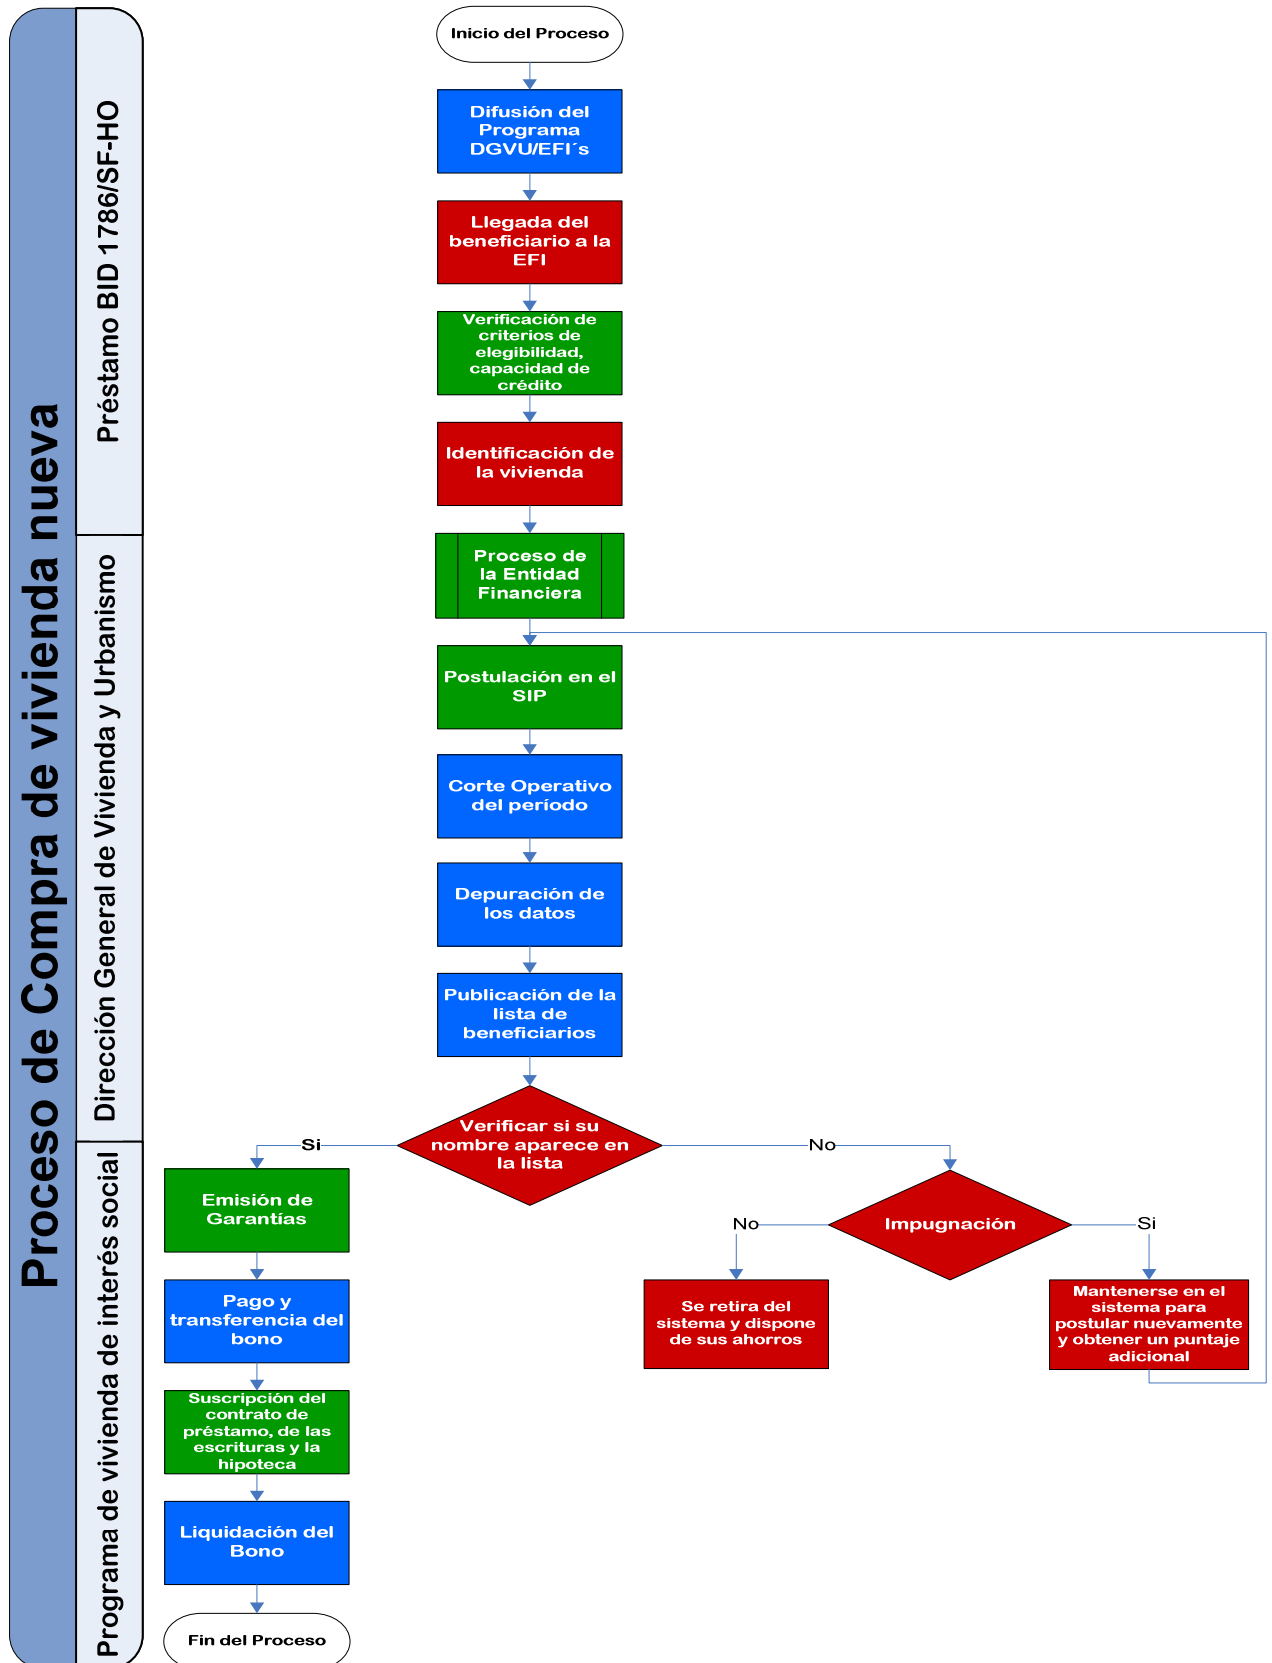 Proceso de Compra de vivienda nueva
Préstamo BID 1786/SF-HO
Dirección General de Vivienda y Urbanismo
Programa de vivienda de interés social
Inicio del Proceso
Difusión del
Programa
DGVU/EFI´s
Llegada del
beneficiario a la
EFI
Verificación de
criterios de
elegibilidad,
capacidad de
crédito
Identificación de
la vivienda
Proceso de
la Entidad
Financiera
Postulación en el
SIP
Corte Operativo
del período
Depuración de
los datos
Publicación de la
lista de
beneficiarios
Verificar si su
nombre aparece en
la lista
Si
No
Emisión de
Garantías
Pago y
transferencia del
bono
Suscripción del
contrato de
préstamo, de las
escrituras y la
hipoteca
Liquidación del
Bono
Fin del Proceso
Impugnación
No
Si
Se retira del
sistema y dispone
de sus ahorros
Mantenerse en el
sistema para
postular nuevamente
y obtener un puntaje
adicional